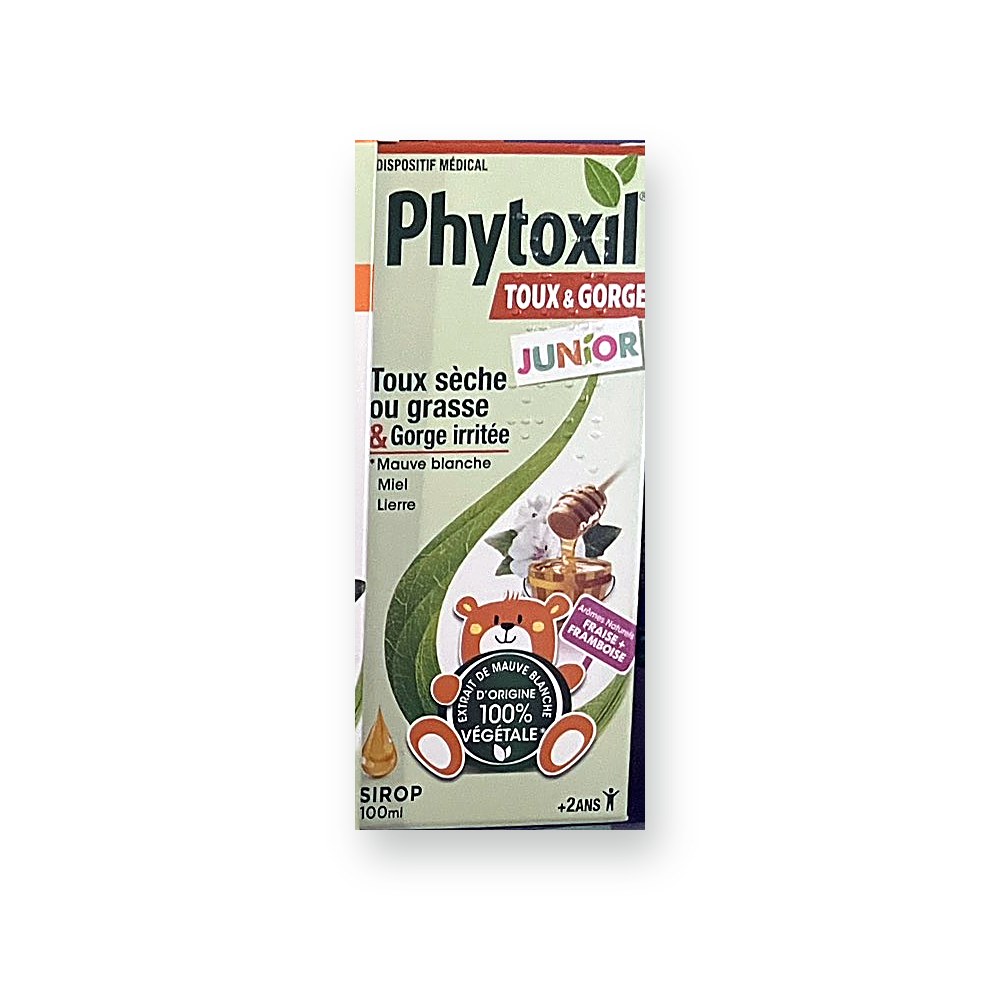 DISPOSITIF MÉDICAL
Phytoxil®
TOUX & GORGE
JUNIOR
Toux sèche
ou grasse
& Gorge irritée
*Mauve blanche
Miel
Lierre
Arômes Naturels
FRAISE +
FRAMBOISE
EXTRAIT DE MAUVE BLANCHE
D'ORIGINE
100%
VÉGÉTALE*
SIROP
100ml
+2ANS